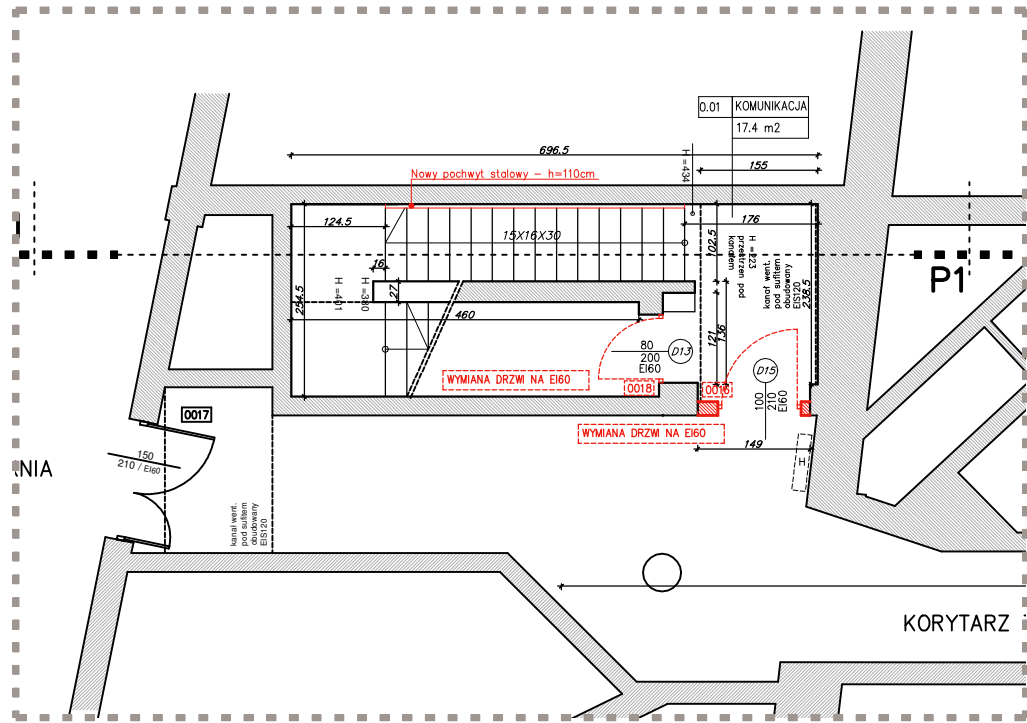 0.01 KOMUNIKACJA
17.4 m2
696.5
155
H =434
Nowy pochwyt stalowy – h=110cm
124.5
15X16X30
102.5
176
H =223
przestrzen pod
kanałem
kanał went.
pod sufitem
obudowany
EIS120
238.5
P1
16
27
H =380
H =401
254.5
460
121
136
80
200
EI60
D13
D15
100
210
EI60
WYMIANA DRZWI NA EI60
0018
0016
WYMIANA DRZWI NA EI60
149
H
0017
150
210 / EI60
NIA
kanał went.
pod sufitem
obudowany
EIS120
KORYTARZ